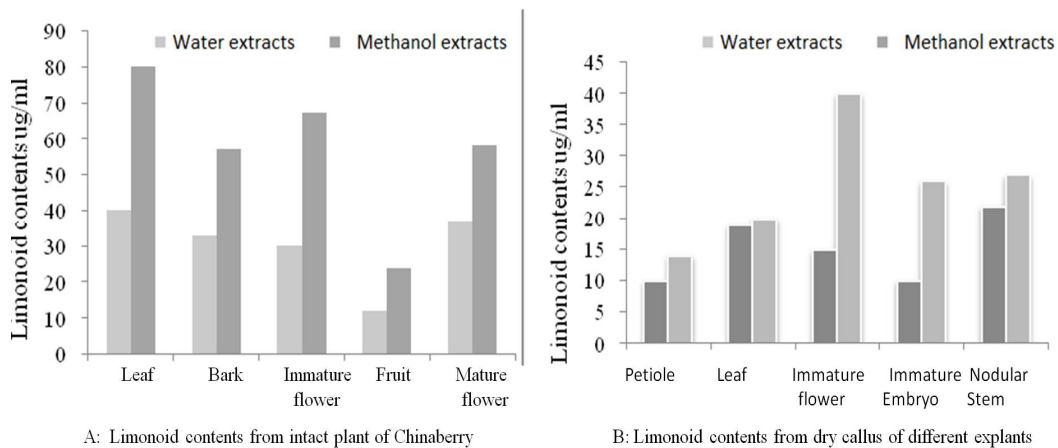 Water extracts Methanol extracts
Limonoid contents ug/ml
90
80
70
60
50
40
30
20
10
0
Leaf Bark Immature flower Fruit Mature flower
A: Limonoid contents from intact plant of Chinaberry
Water extracts Methanol extracts
Limonoid contents ug/ml
45
40
35
30
25
20
15
10
5
0
Petiole Leaf Immature flower Immature Embryo Nodular Stem
B: Limonoid contents from dry callus of different explants